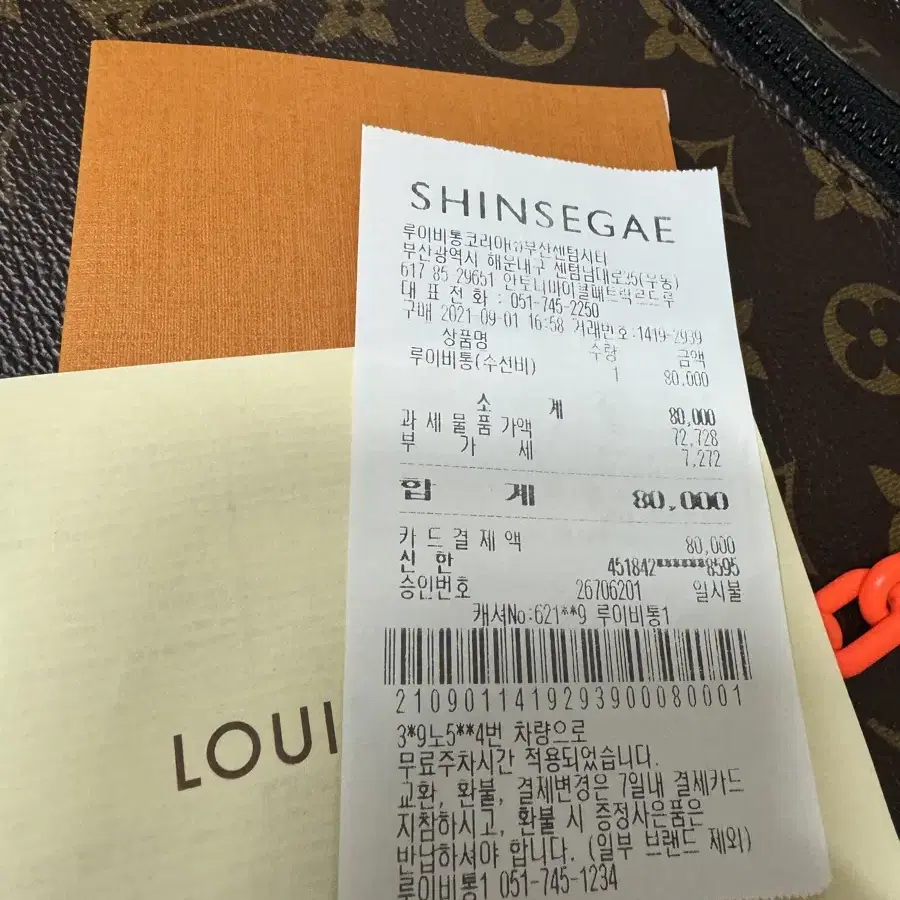 SHINSEGAE
루이비통코리아(유)부산센텀시티
부산광역시 해운대구 센텀남대로35(우동)
617 85 29651 안토니마이클패트릭르드루
대 표 전 화 : 051-745-2250
구매 2021-09-01 16:58 거래번호:1419-2939
상품명 수량 금액
루이비통(수선비) 1 80,000
소 계 80,000
과 세 물 품 가액 72,728
부 가 세 7,272
합 계 80,000
카 드 결 제 액 80,000
신 한 451842******8595
승인번호 26706201 일시불
캐셔No:621**9 루이비통1
2109011419293900080001
3*9노5**4번 차량으로
무료주차시간 적용되었습니다.
교환, 환불, 결제변경은 7일내 결제카드
지참하시고, 환불 시 증정사은품은
반납하셔야 합니다. (일부 브랜드 제외)
루이비통1 051-745-1234
LOUI